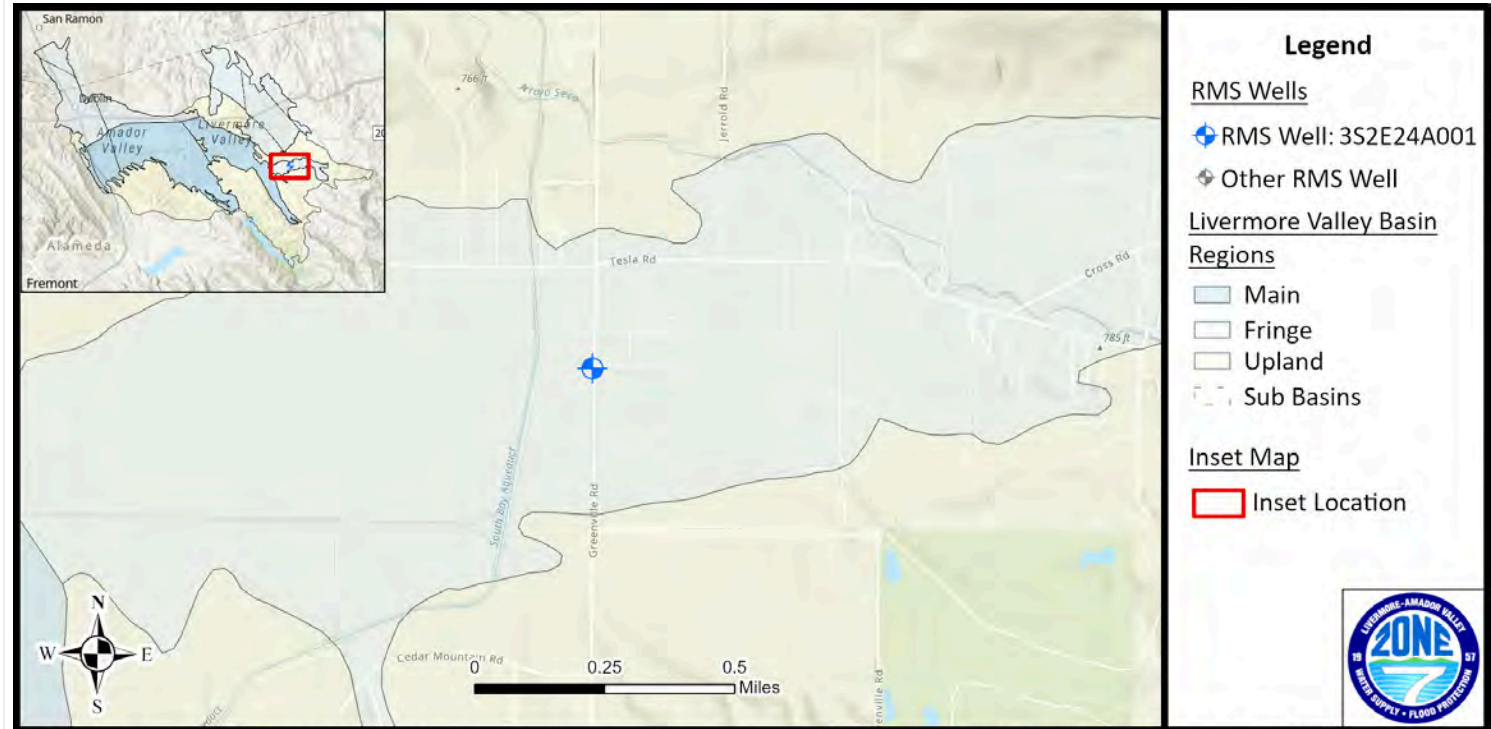 San Ramon
Dublin
Amador
Valley
Livermore
Valley
20
Alameda
Fremont
766 ft
Arroyo Seco
Jerrold Rd
Tesla Rd
Cross Rd
785 ft
South Bay Aqueduct
Greenville Rd
Cedar Mountain Rd
duct
enville Rd
N
W
E
S
0
0.25
0.5
Miles
Legend
RMS Wells
RMS Well: 3S2E24A001
Other RMS Well
Livermore Valley Basin
Regions
Main
Fringe
Upland
Sub Basins
Inset Map
Inset Location
LIVERMORE-AMADOR VALLEY
ZONE
19
57
7
WATER SUPPLY • FLOOD PROTECTION